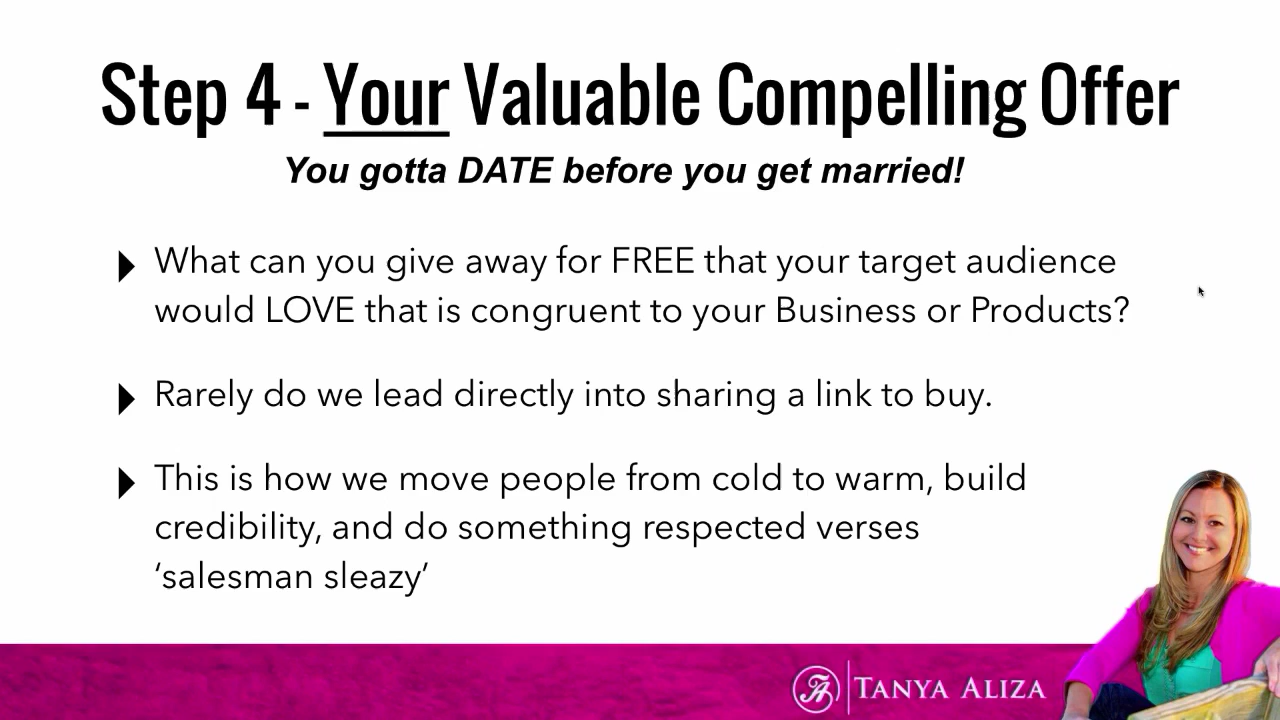 Step 4 - Your Valuable Compelling Offer
You gotta DATE before you get married!
What can you give away for FREE that your target audience
would LOVE that is congruent to your Business or Products?
Rarely do we lead directly into sharing a link to buy.
This is how we move people from cold to warm, build
credibility, and do something respected verses
‘salesman sleazy’
TANYA ALIZA